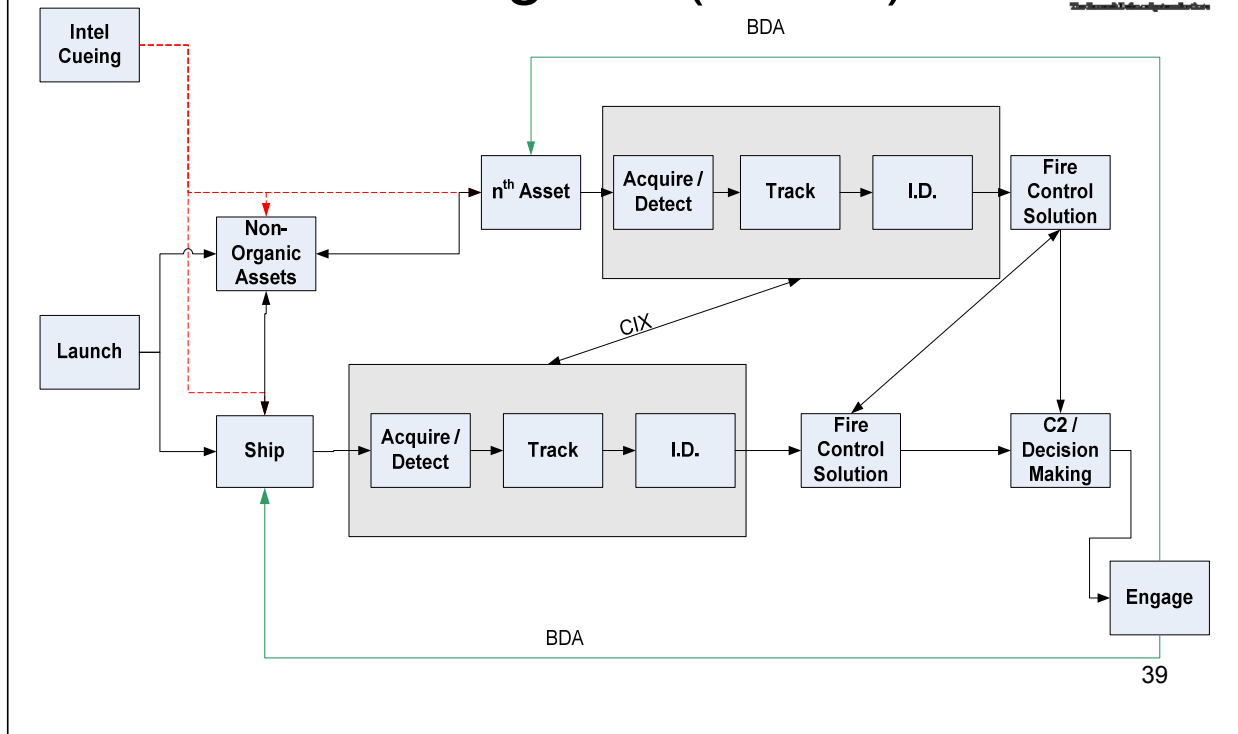 BDA
Intel
Cueing
nth Asset
Acquire /
Detect
Track
I.D.
Fire
Control
Solution
Non-
Organic
Assets
CIX
Launch
Ship
Acquire /
Detect
Track
I.D.
Fire
Control
Solution
C2 /
Decision
Making
Engage
BDA
39